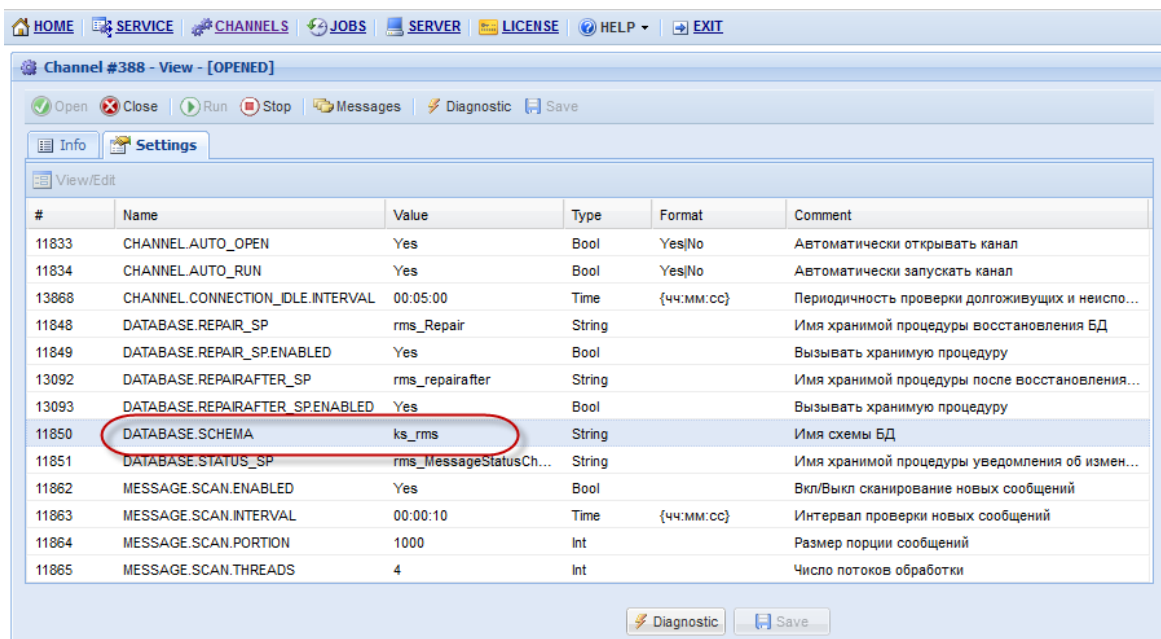 HOME SERVICE CHANNELS JOBS SERVER LICENSE HELP EXIT
Channel #388 - View - [OPENED]
Open Close Run Stop Messages Diagnostic Save
Info Settings
View/Edit
# Name Value Type Format Comment
11833 CHANNEL.AUTO_OPEN Yes Bool Yes|No Автоматически открывать канал
11834 CHANNEL.AUTO_RUN Yes Bool Yes|No Автоматически запускать канал
13868 CHANNEL.CONNECTION_IDLE.INTERVAL 00:05:00 Time {чч:мм:сс} Периодичность проверки долгоживущих и неиспо...
11848 DATABASE.REPAIR_SP rms_Repair String Имя хранимой процедуры восстановления БД
11849 DATABASE.REPAIR_SP.ENABLED Yes Bool Вызывать хранимую процедуру
13092 DATABASE.REPAIRAFTER_SP rms_repairafter String Имя хранимой процедуры после восстановления...
13093 DATABASE.REPAIRAFTER_SP.ENABLED Yes Bool Вызывать хранимую процедуру
11850 DATABASE.SCHEMA ks_rms String Имя схемы БД
11851 DATABASE.STATUS_SP rms_MessageStatusCh... String Имя хранимой процедуры уведомления об измен...
11862 MESSAGE.SCAN.ENABLED Yes Bool Вкл/Выкл сканирование новых сообщений
11863 MESSAGE.SCAN.INTERVAL 00:00:10 Time {чч:мм:сс} Интервал проверки новых сообщений
11864 MESSAGE.SCAN.PORTION 1000 Int Размер порции сообщений
11865 MESSAGE.SCAN.THREADS 4 Int Число потоков обработки
Diagnostic Save